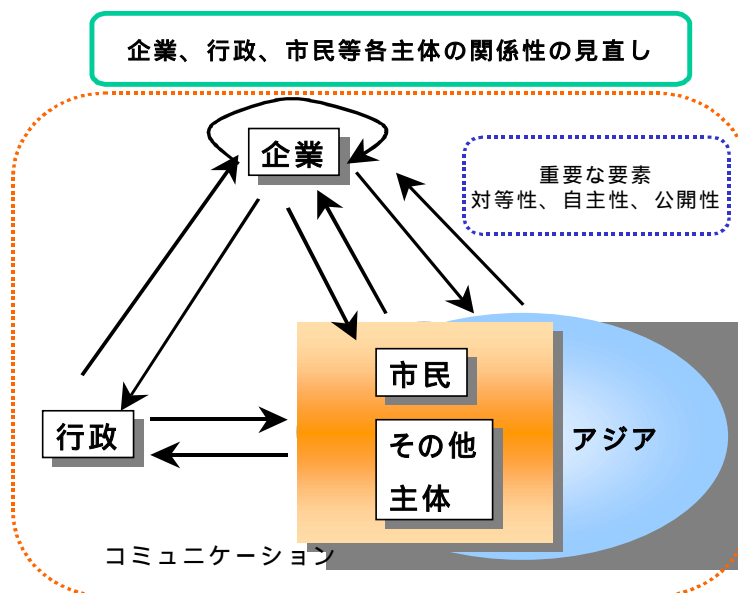 企業、行政、市民等各主体の関係性の見直し
企業
重要な要素
対等性、自主性、公開性
市民
行政
その他
主体
アジア
コミュニケーション